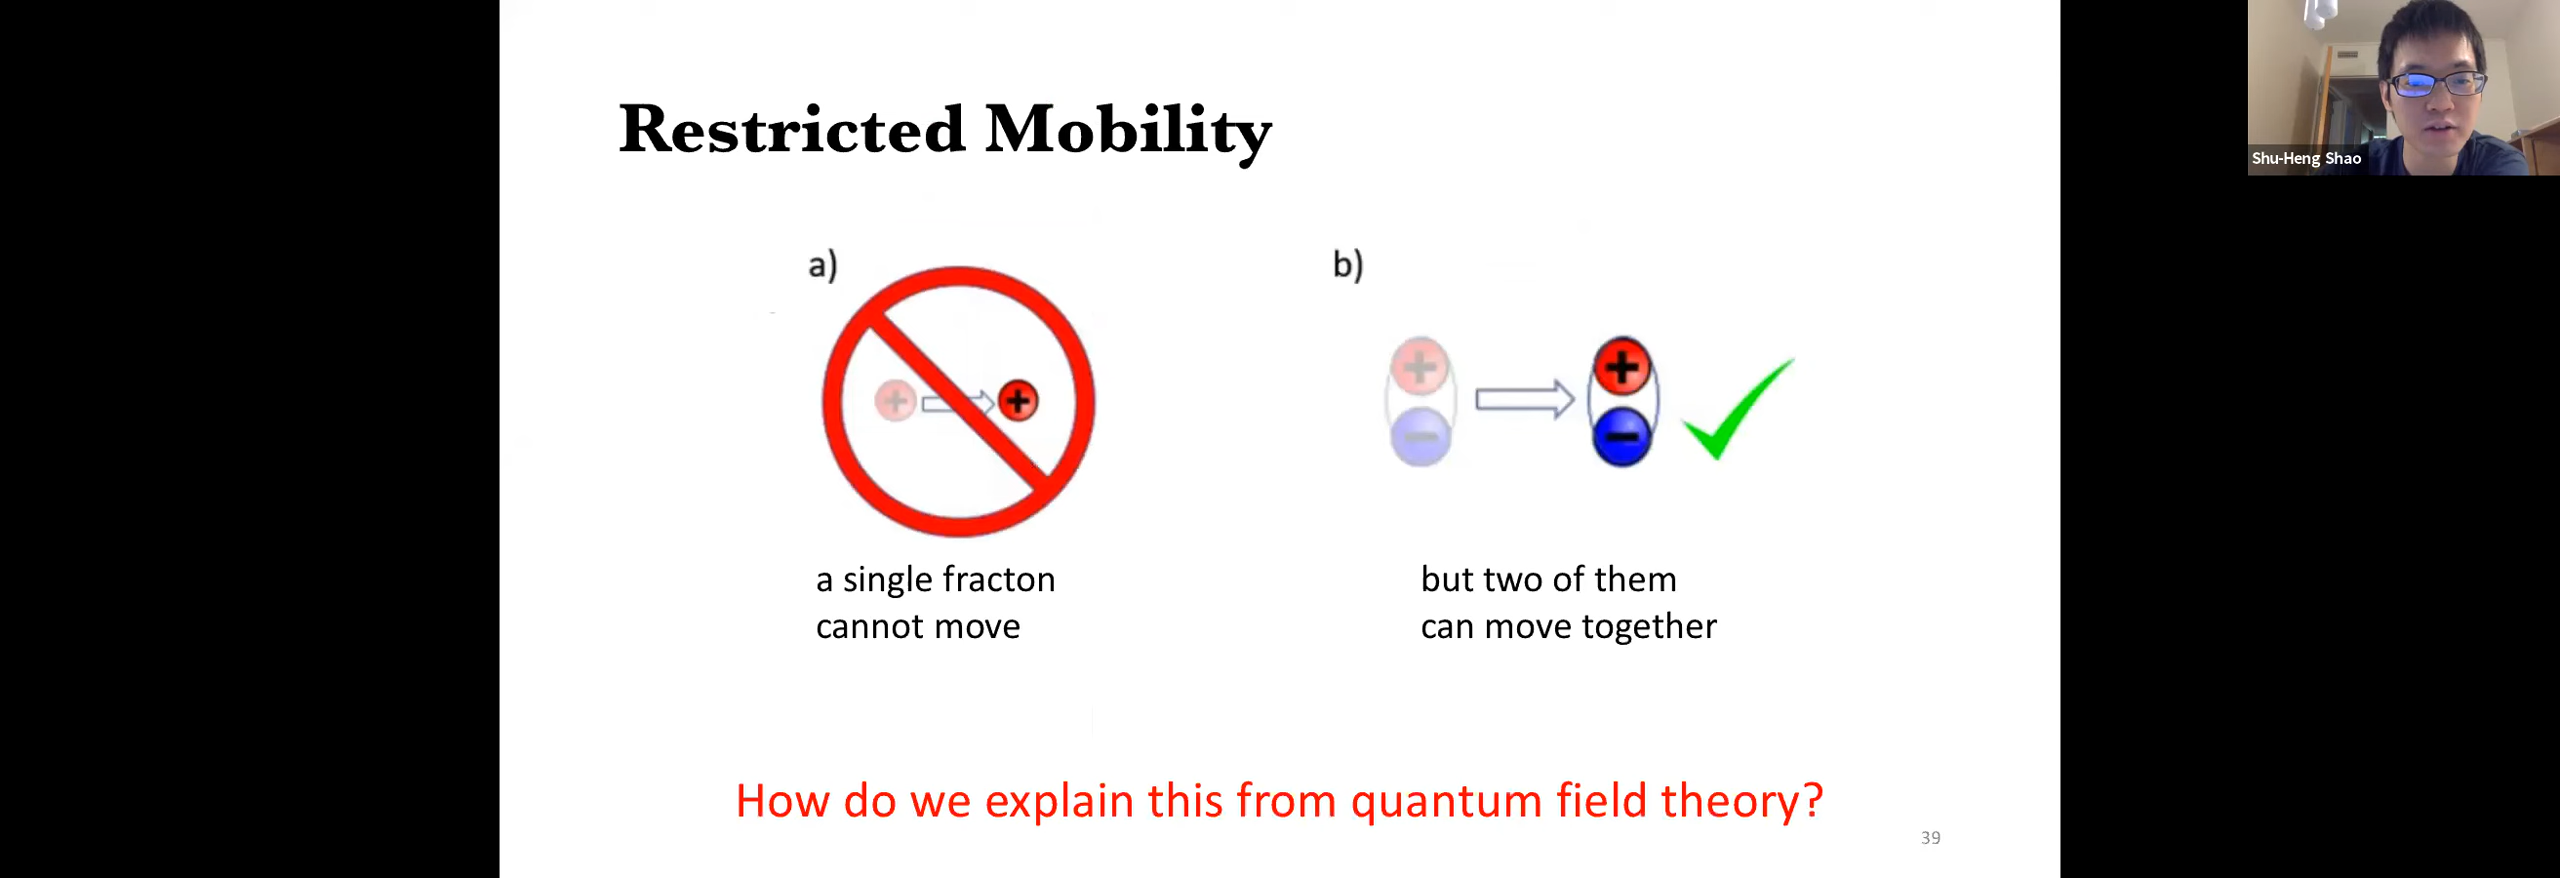 Restricted Mobility
Shu-Heng Shao
a)
b)
+
+
+
+
−
−
a single fracton
cannot move
but two of them
can move together
How do we explain this from quantum field theory?
39